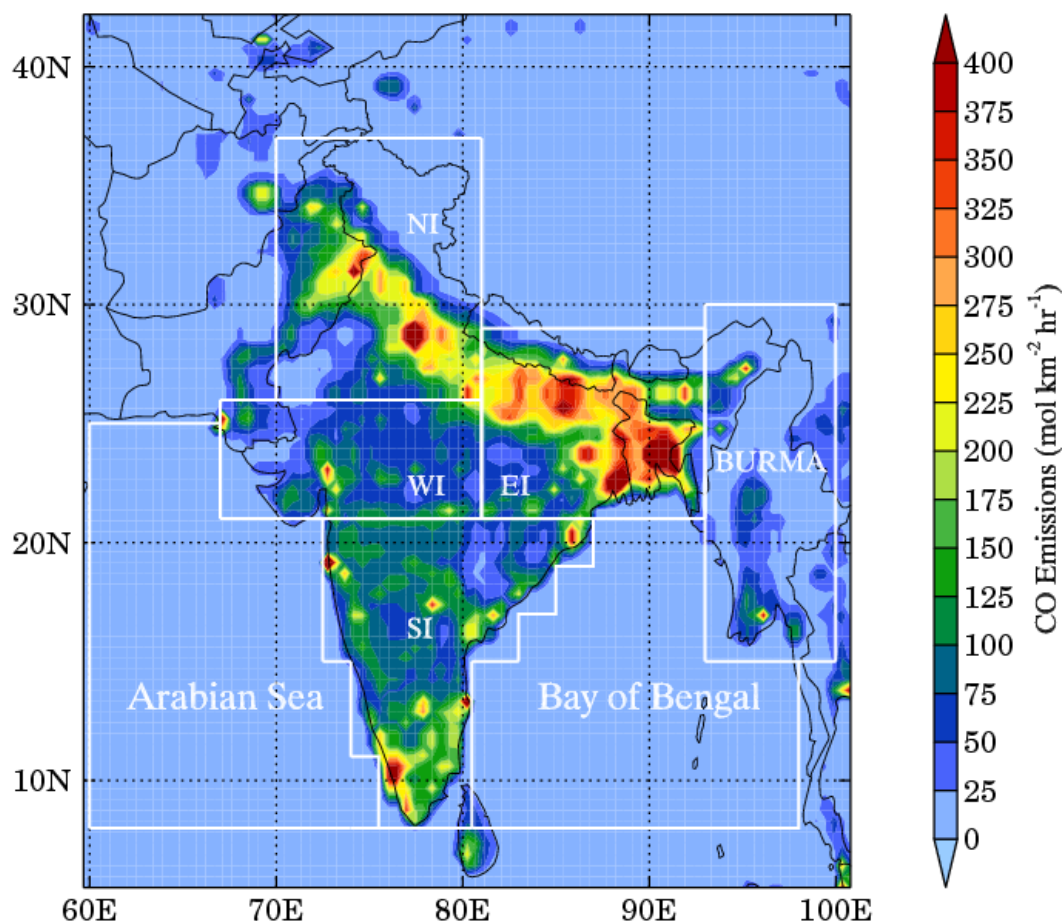 40N
30N
20N
10N
60E
70E
80E
90E
100E
NI
WI
EI
BURMA
SI
Arabian Sea
Bay of Bengal
400
375
350
325
300
275
250
225
200
175
150
125
100
75
50
25
0
CO Emissions (mol km⁻² hr⁻¹)